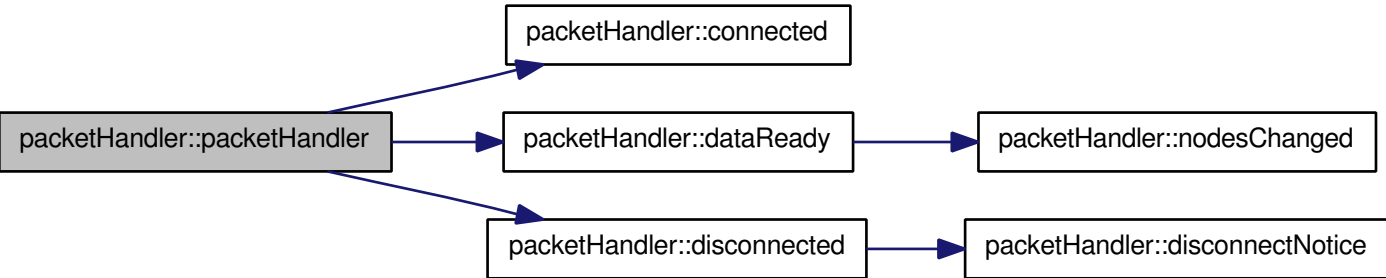 packetHandler::connected
packetHandler::packetHandler
packetHandler::dataReady
packetHandler::nodesChanged
packetHandler::disconnected
packetHandler::disconnectNotice